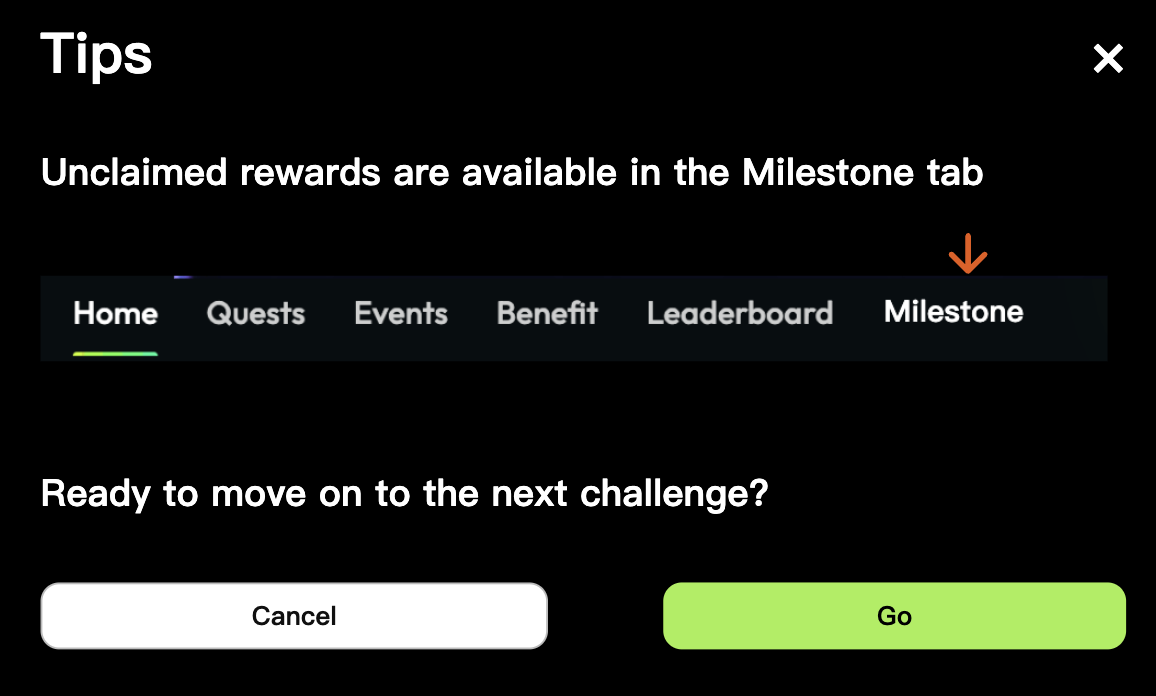 Tips
Unclaimed rewards are available in the Milestone tab
Home Quests Events Benefit Leaderboard Milestone
Ready to move on to the next challenge?
Cancel Go